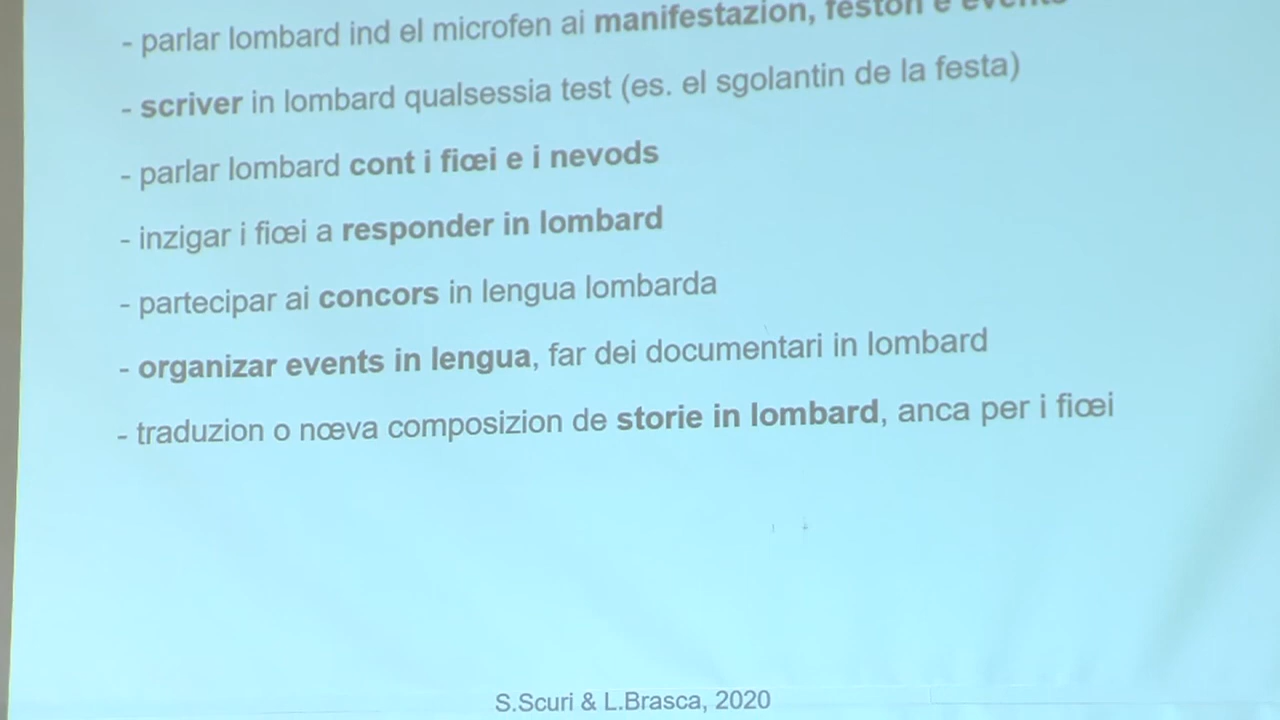 - parlar lombard ind el microfen ai manifestazion, feston e events
- scriver in lombard qualsessia test (es. el sgolantin de la festa)
- parlar lombard cont i fiœi e i nevods
- inzigar i fiœi a responder in lombard
- partecipar ai concors in lengua lombarda
- organizar events in lengua, far dei documentari in lombard
- traduzion o nœva composizion de storie in lombard, anca per i fiœi
S.Scuri & L.Brasca, 2020